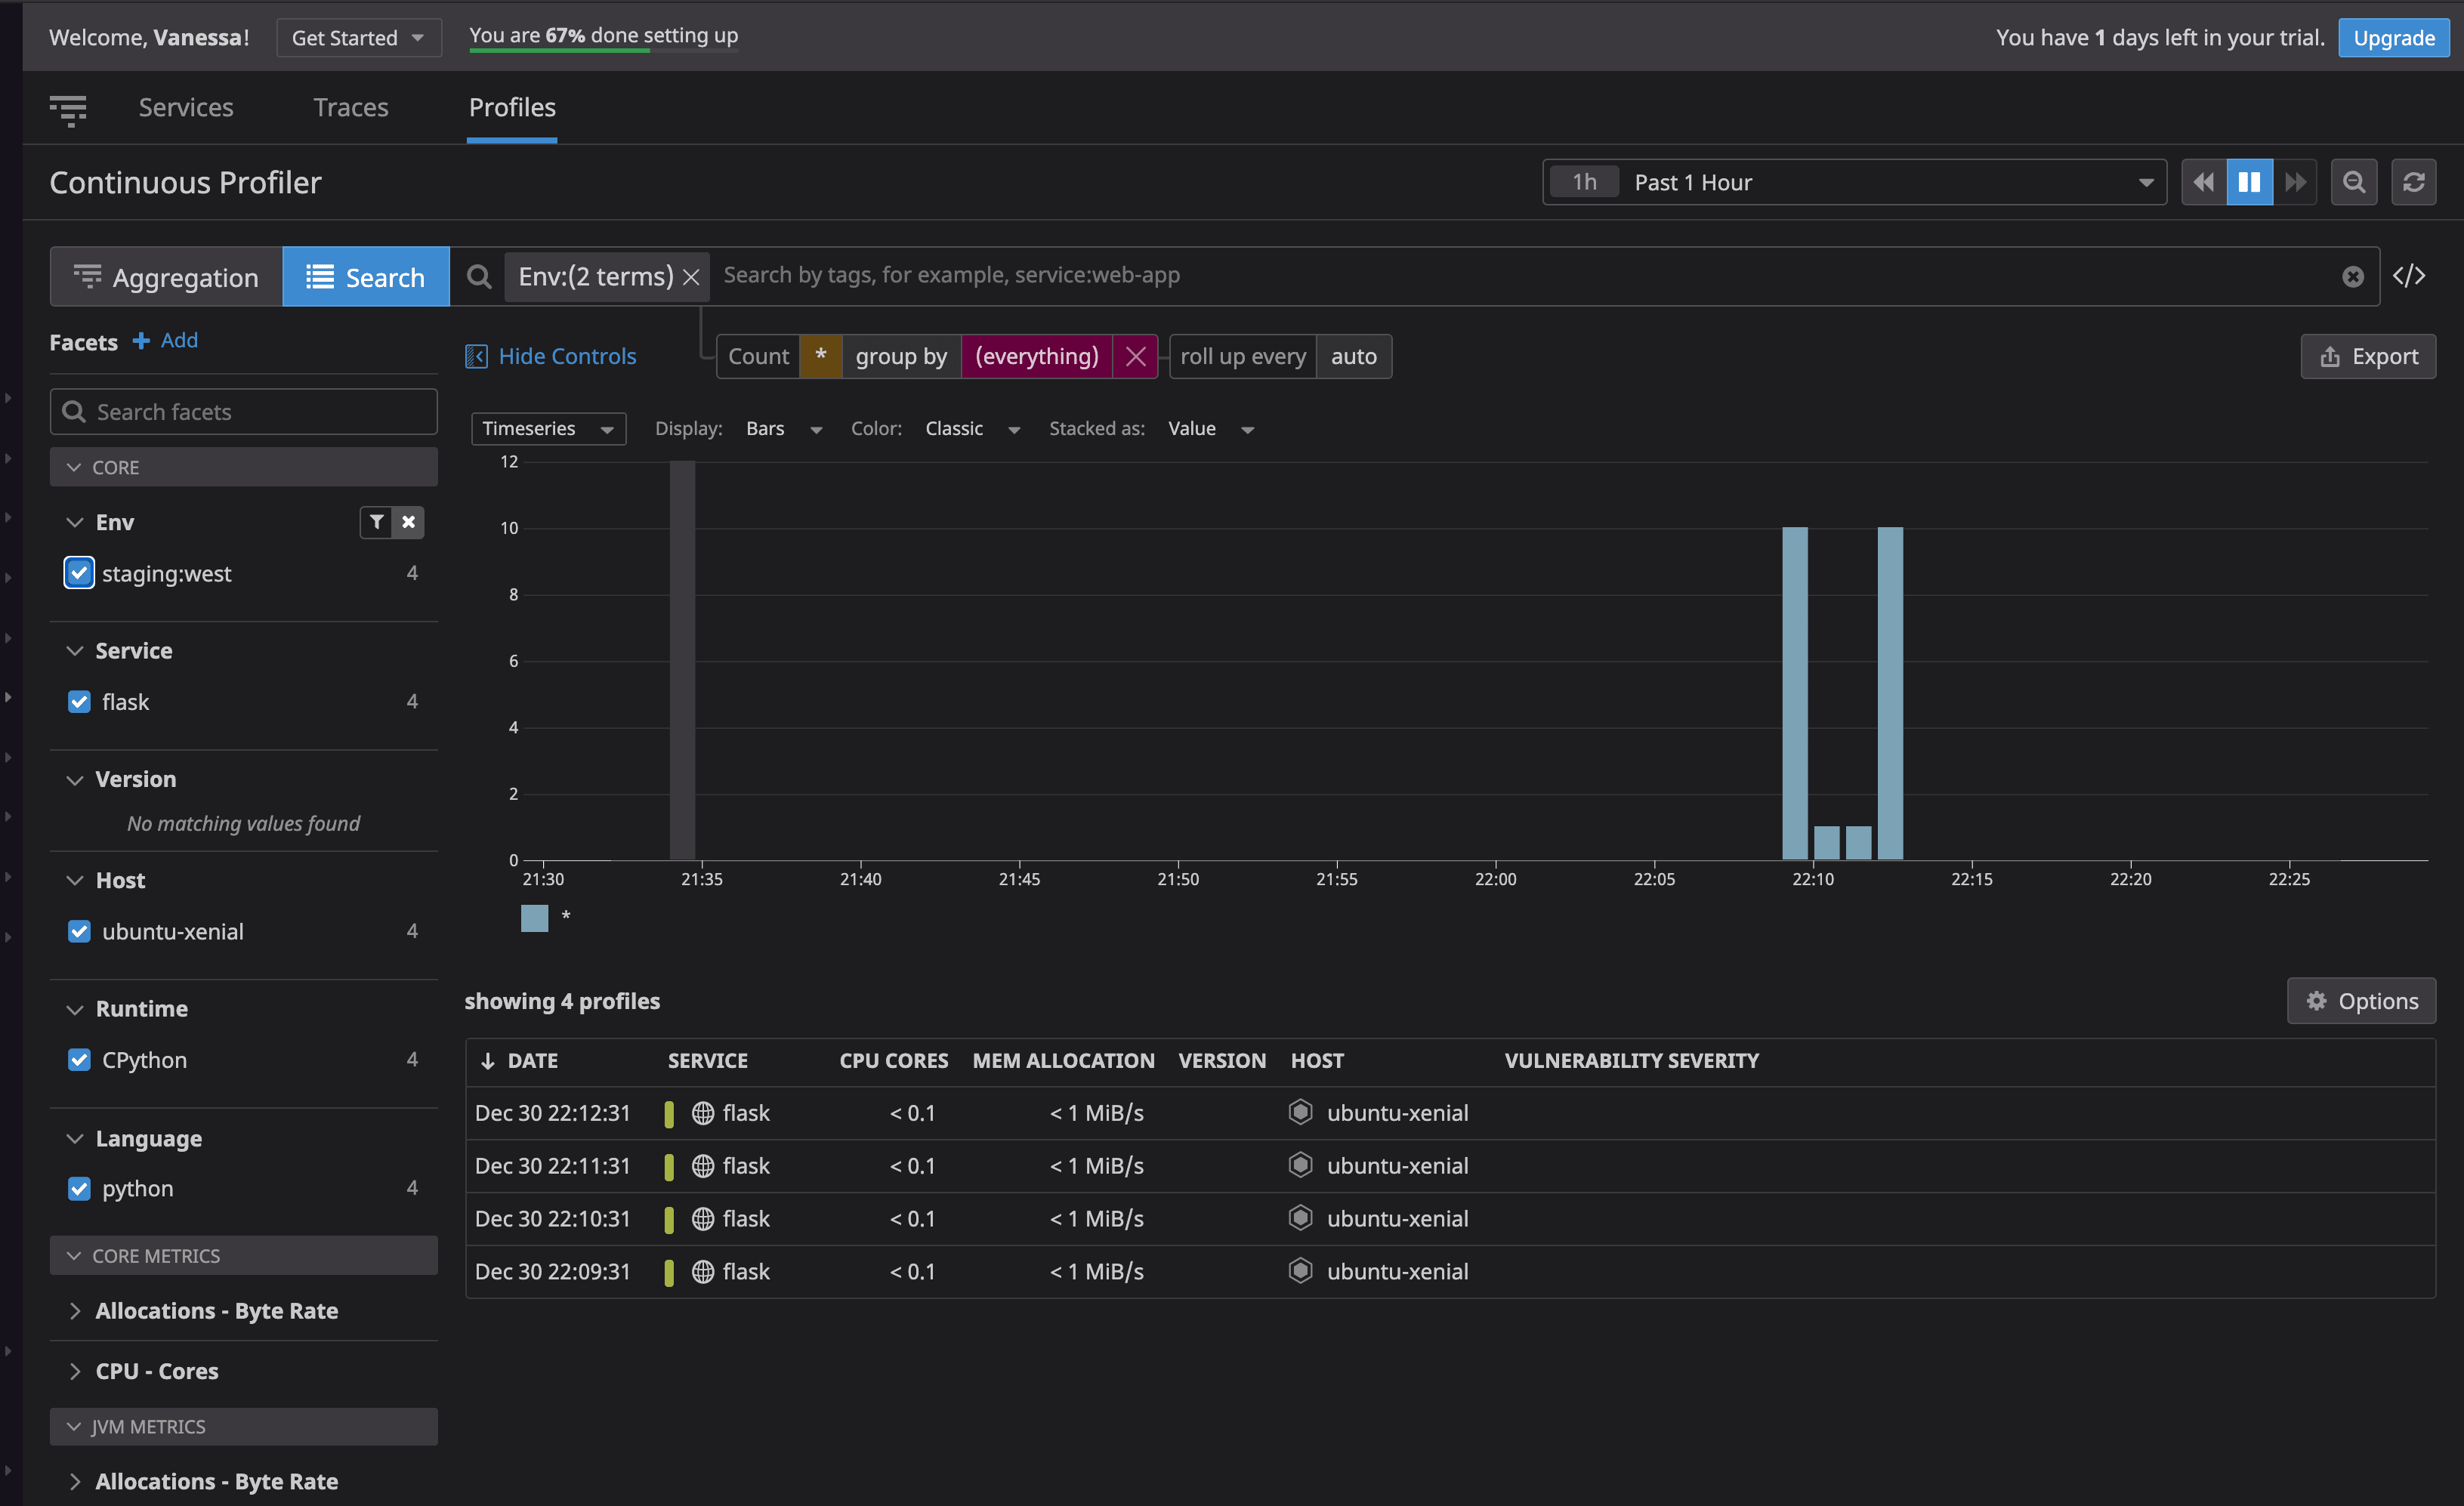 Welcome, Vanessa!
Get Started
You are 67% done setting up
You have 1 days left in your trial.
Upgrade
Services
Traces
Profiles
Continuous Profiler
1h
Past 1 Hour
Aggregation
Search
Env:(2 terms)
Search by tags, for example, service:web-app
</>
Facets
+ Add
Hide Controls
Count * group by (everything)
roll up every auto
Export
Search facets
Timeseries
Display: Bars
Color: Classic
Stacked as: Value
CORE
Env
staging:west 4
Service
flask 4
Version
No matching values found
Host
ubuntu-xenial 4
Runtime
CPython 4
Language
python 4
CORE METRICS
Allocations - Byte Rate
CPU - Cores
JVM METRICS
Allocations - Byte Rate
12
10
8
6
4
2
0
21:30 21:35 21:40 21:45 21:50 21:55 22:00 22:05 22:10 22:15 22:20 22:25
*
showing 4 profiles
Options
DATE SERVICE CPU CORES MEM ALLOCATION VERSION HOST VULNERABILITY SEVERITY
Dec 30 22:12:31 flask < 0.1 < 1 MiB/s ubuntu-xenial
Dec 30 22:11:31 flask < 0.1 < 1 MiB/s ubuntu-xenial
Dec 30 22:10:31 flask < 0.1 < 1 MiB/s ubuntu-xenial
Dec 30 22:09:31 flask < 0.1 < 1 MiB/s ubuntu-xenial